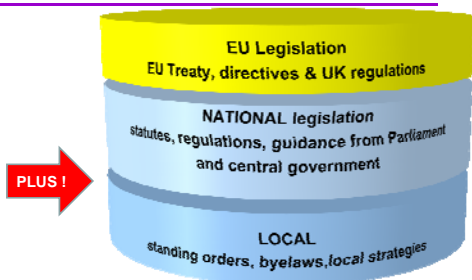 EU Legislation
EU Treaty, directives & UK regulations
NATIONAL legislation
statutes, regulations, guidance from Parliament
and central government
PLUS !
LOCAL
standing orders, byelaws, local strategies